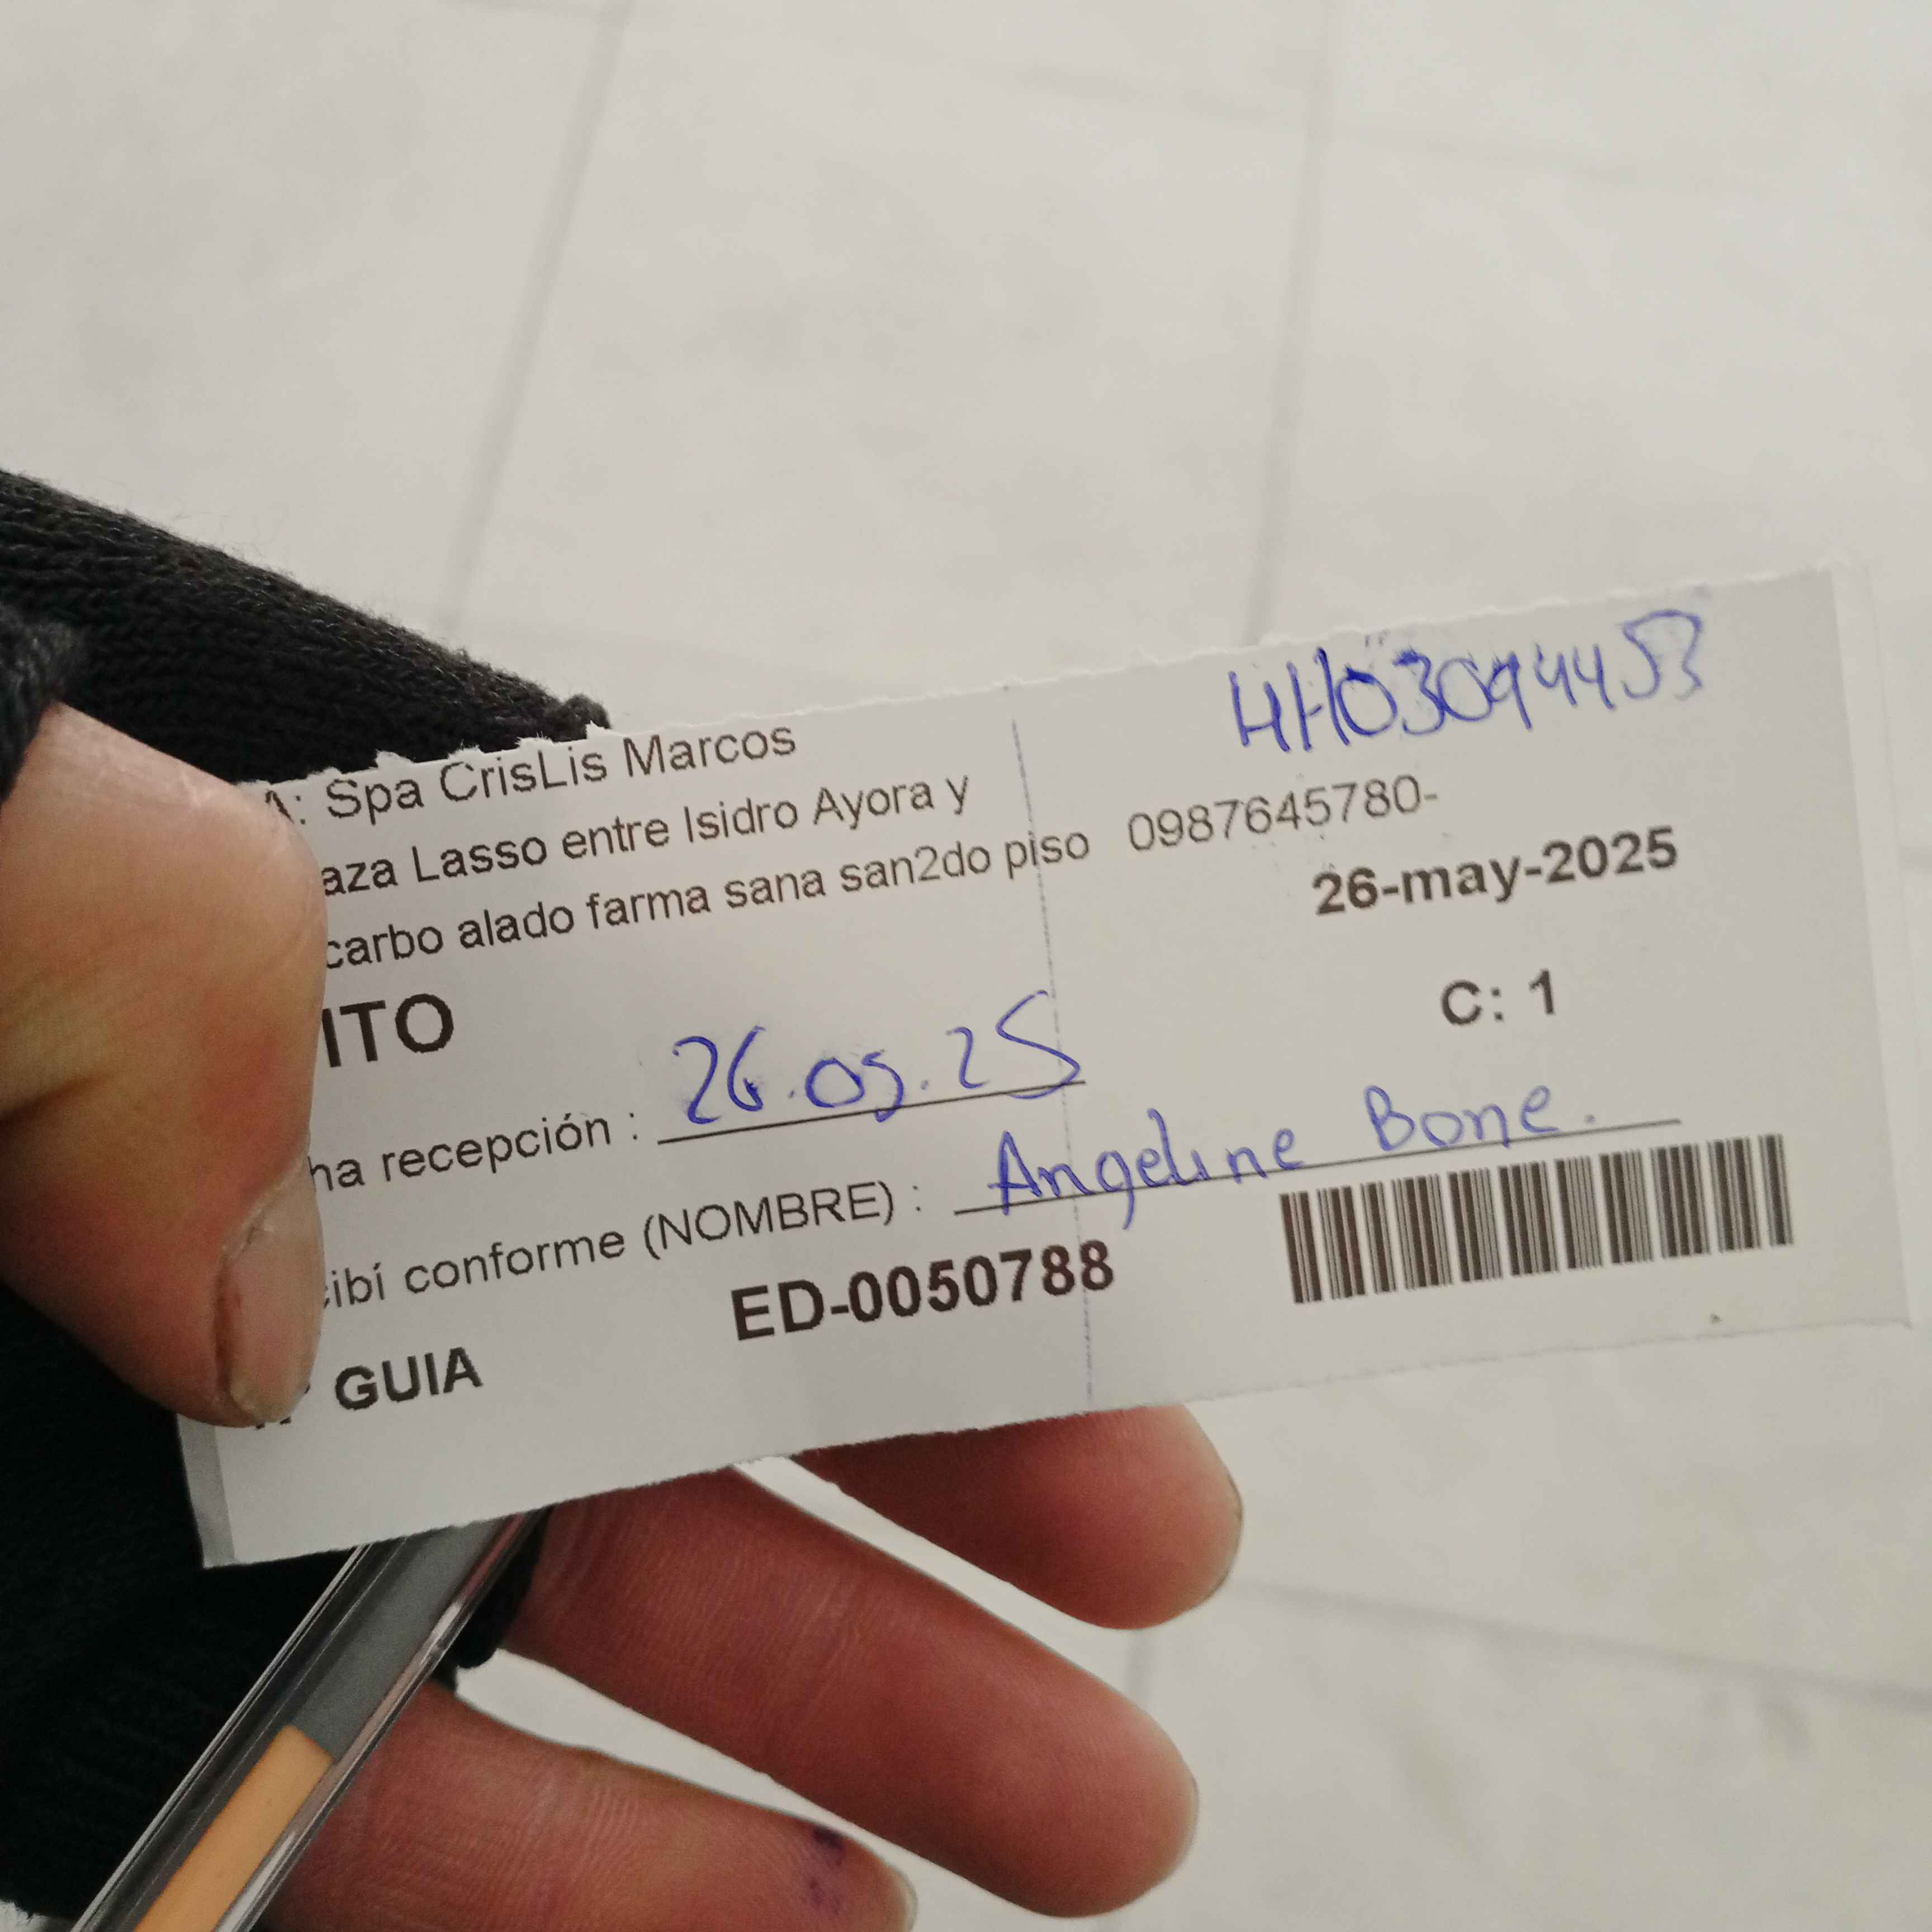 A: Spa CrisLis Marcos
aza Lasso entre Isidro Ayora y
carbo alado farma sana san2do piso 0987645780-
26-may-2025
ITO
C: 1
ha recepción : 26.05.25
cibí conforme (NOMBRE) : Angeline Bone.
GUIA ED-0050788